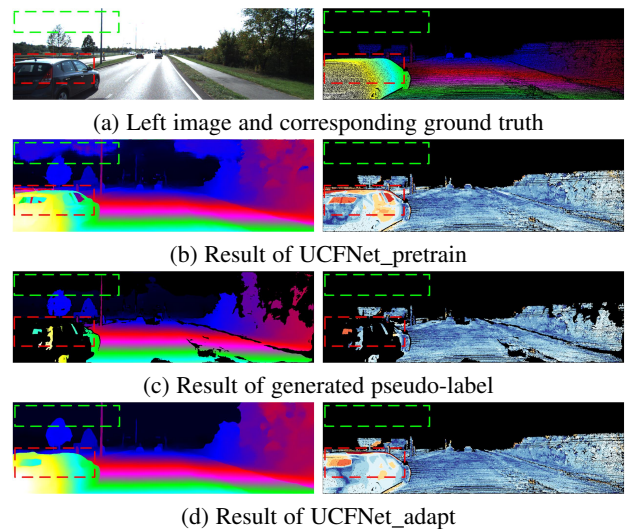 (a) Left image and corresponding ground truth
(b) Result of UCFNet_pretrain
(c) Result of generated pseudo-label
(d) Result of UCFNet_adapt